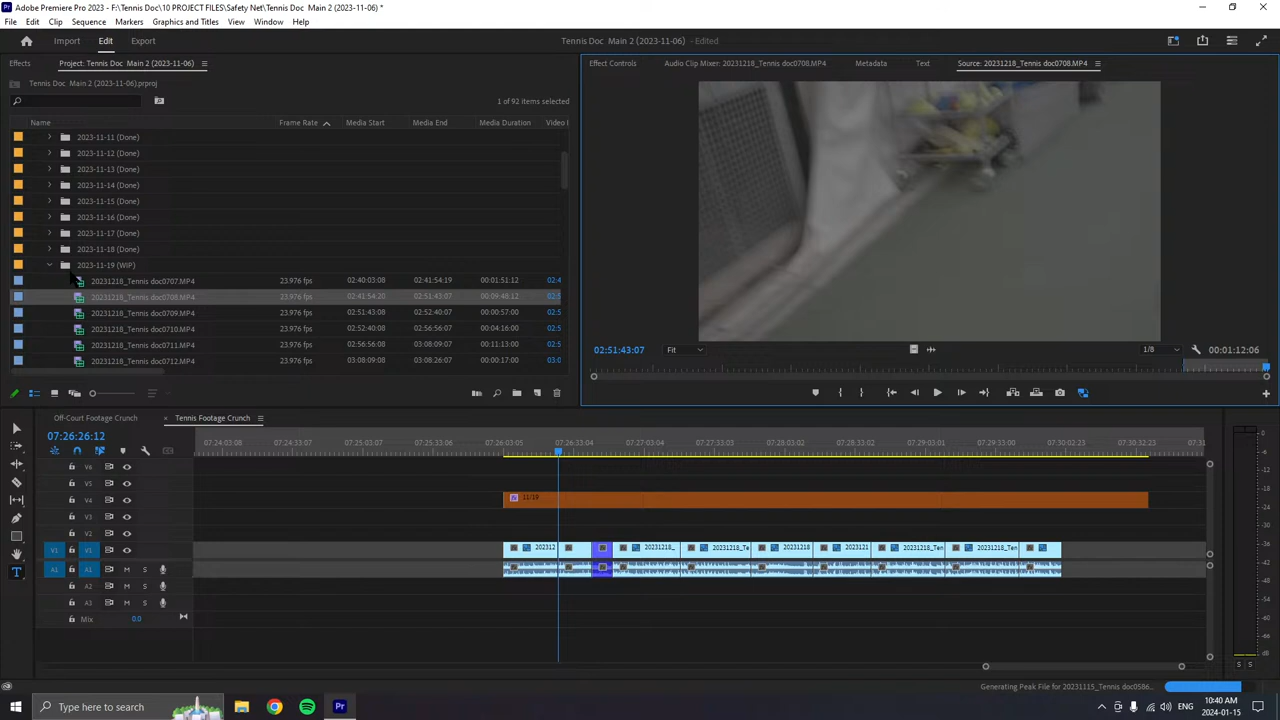 Adobe Premiere Pro 2023 - F:\Tennis Doc\10 PROJECT FILES\Safety Net\Tennis Doc Main 2 (2023-11-06) *
File Edit Clip Sequence Markers Graphics and Titles View Window Help
Import Edit Export Tennis Doc Main 2 (2023-11-06) - Edited
Effects Project: Tennis Doc Main 2 (2023-11-06)
Effect Controls Audio Clip Mixer: 20231218_Tennis doc0708.MP4 Metadata Text Source: 20231218_Tennis doc0708.MP4
Tennis Doc Main 2 (2023-11-06).prproj
1 of 92 items selected
Name Frame Rate Media Start Media End Media Duration Video I
2023-11-11 (Done)
2023-11-12 (Done)
2023-11-13 (Done)
2023-11-14 (Done)
2023-11-15 (Done)
2023-11-16 (Done)
2023-11-17 (Done)
2023-11-18 (Done)
2023-11-19 (WIP)
20231218_Tennis doc0707.MP4 23.976 fps 02:40:03:08 02:41:54:19 00:01:51:12 02:4
20231218_Tennis doc0708.MP4 23.976 fps 02:41:54:20 02:51:43:07 00:09:48:12 02:5
20231218_Tennis doc0709.MP4 23.976 fps 02:51:43:08 02:52:40:07 00:00:57:00 02:5
20231218_Tennis doc0710.MP4 23.976 fps 02:52:40:08 02:56:56:07 00:04:16:00 02:5
20231218_Tennis doc0711.MP4 23.976 fps 02:56:56:08 03:08:09:07 00:11:13:00 02:5
20231218_Tennis doc0712.MP4 23.976 fps 03:08:09:08 03:08:26:07 00:00:17:00 03:0
02:51:43:07 Fit 1/8 00:01:12:06
Off-Court Footage Crunch × Tennis Footage Crunch
07:26:26:12
07:24:03:08 07:24:33:07 07:25:03:07 07:25:33:06 07:26:03:05 07:26:33:04 07:27:03:04 07:27:33:03 07:28:03:02 07:28:33:02 07:29:03:01 07:29:33:00 07:30:02:23 07:30:32:23 07:31
V6
V5
V4 fx 11/19
V3
V2
V1 V1 202312 20231218_ 20231218_Te 20231218 2023121 20231218_Ten 20231218_Ten
A1 A1 M S
A2 M S
A3 M S
Mix 0.0
0
-6
-12
-18
-24
-30
-36
-42
-48
-54
dB
S S
Generating Peak File for 20231115_Tennis doc0586...
Type here to search
ENG
10:40 AM
2024-01-15